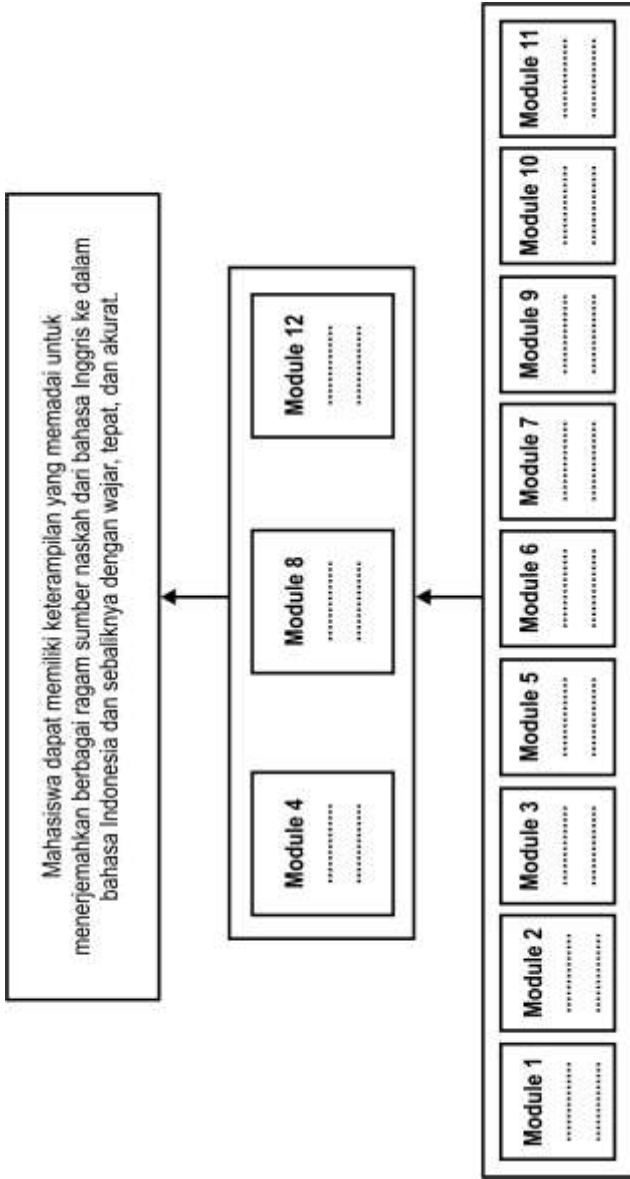 Mahasiswa dapat memiliki keterampilan yang memadai untuk
menerjemahkan berbagai ragam sumber naskah dari bahasa Inggris ke dalam
bahasa Indonesia dan sebaliknya dengan wajar, tepat, dan akurat.
Module 4
....................
....................
Module 8
....................
....................
Module 12
....................
....................
Module 1
....................
....................
Module 2
....................
....................
Module 3
....................
....................
Module 5
....................
....................
Module 6
....................
....................
Module 7
....................
....................
Module 9
....................
....................
Module 10
....................
....................
Module 11
....................
....................